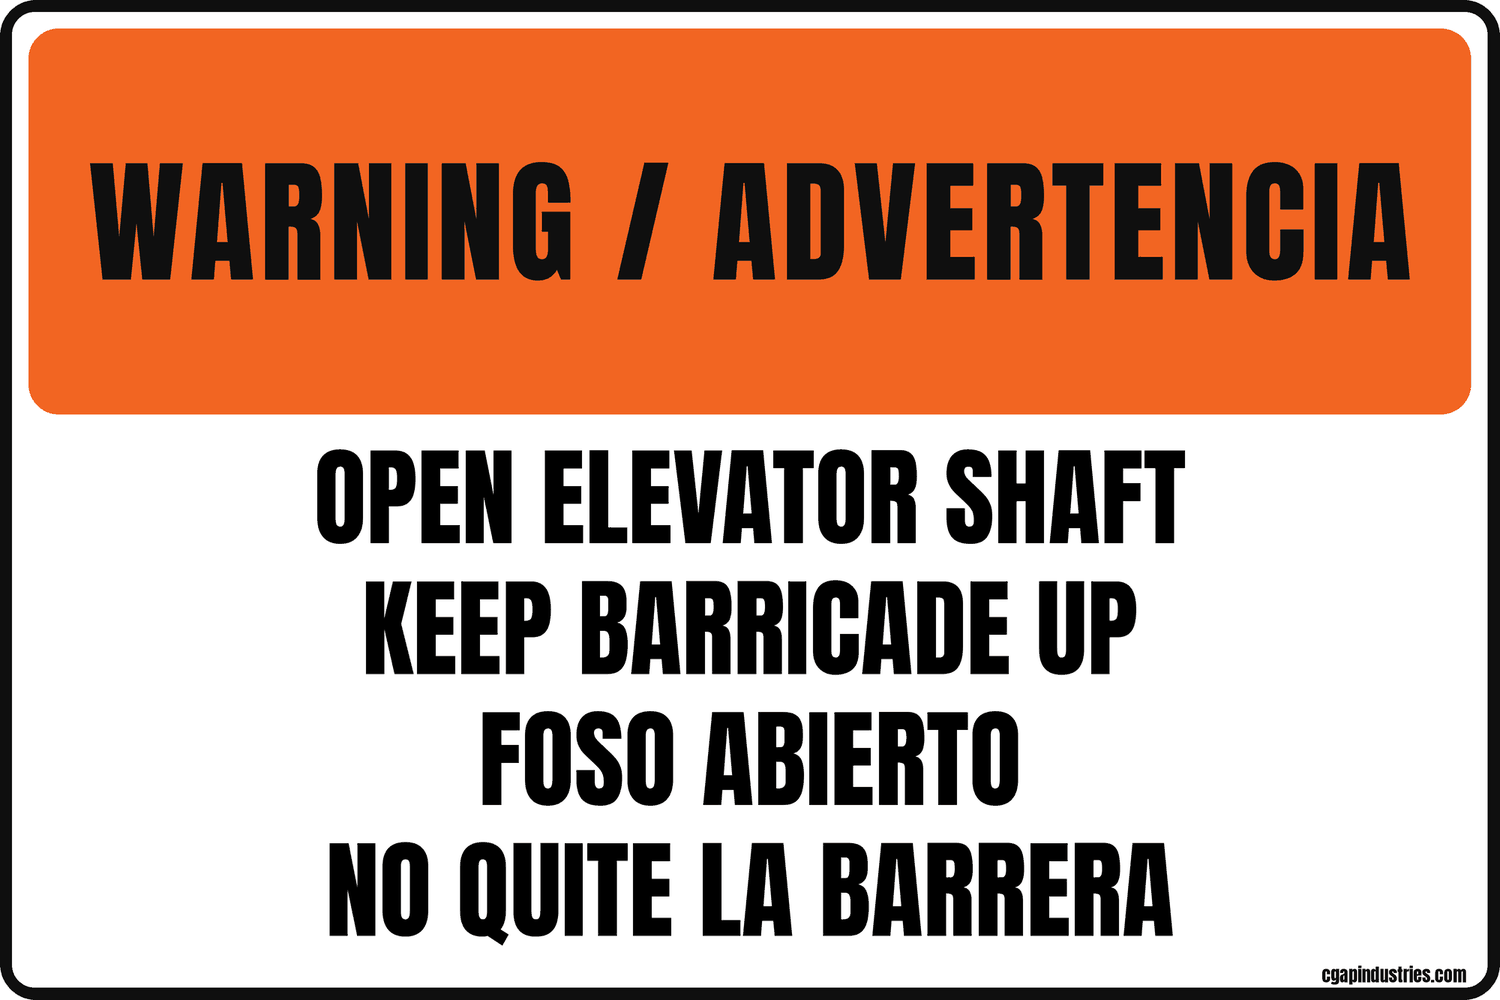 WARNING / ADVERTENCIA
OPEN ELEVATOR SHAFT
KEEP BARRICADE UP
FOSO ABIERTO
NO QUITE LA BARRERA
cgapindustries.com